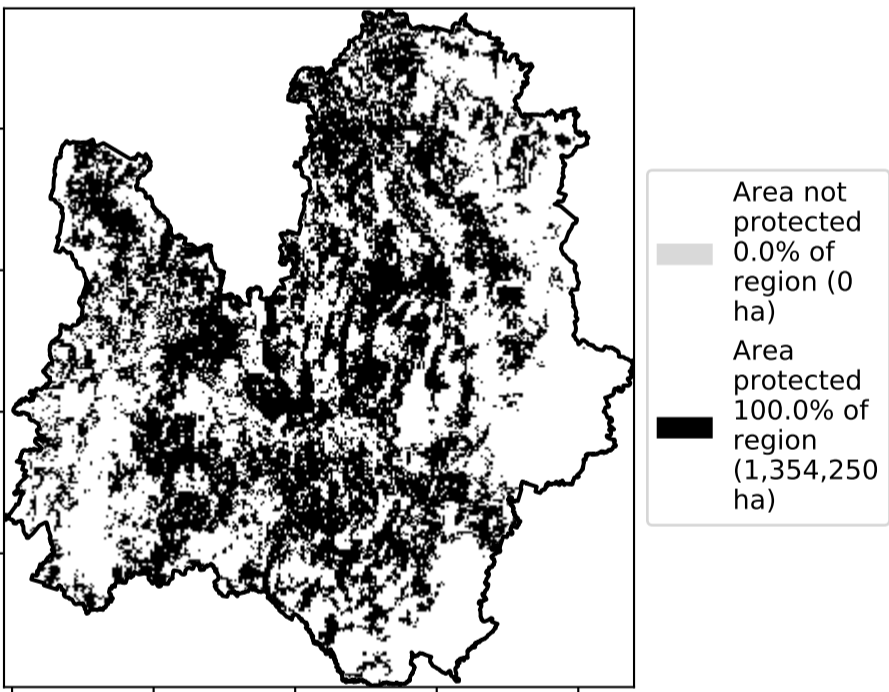 Area not
protected
0.0% of
region (0
ha)
Area
protected
100.0% of
region
(1,354,250
ha)